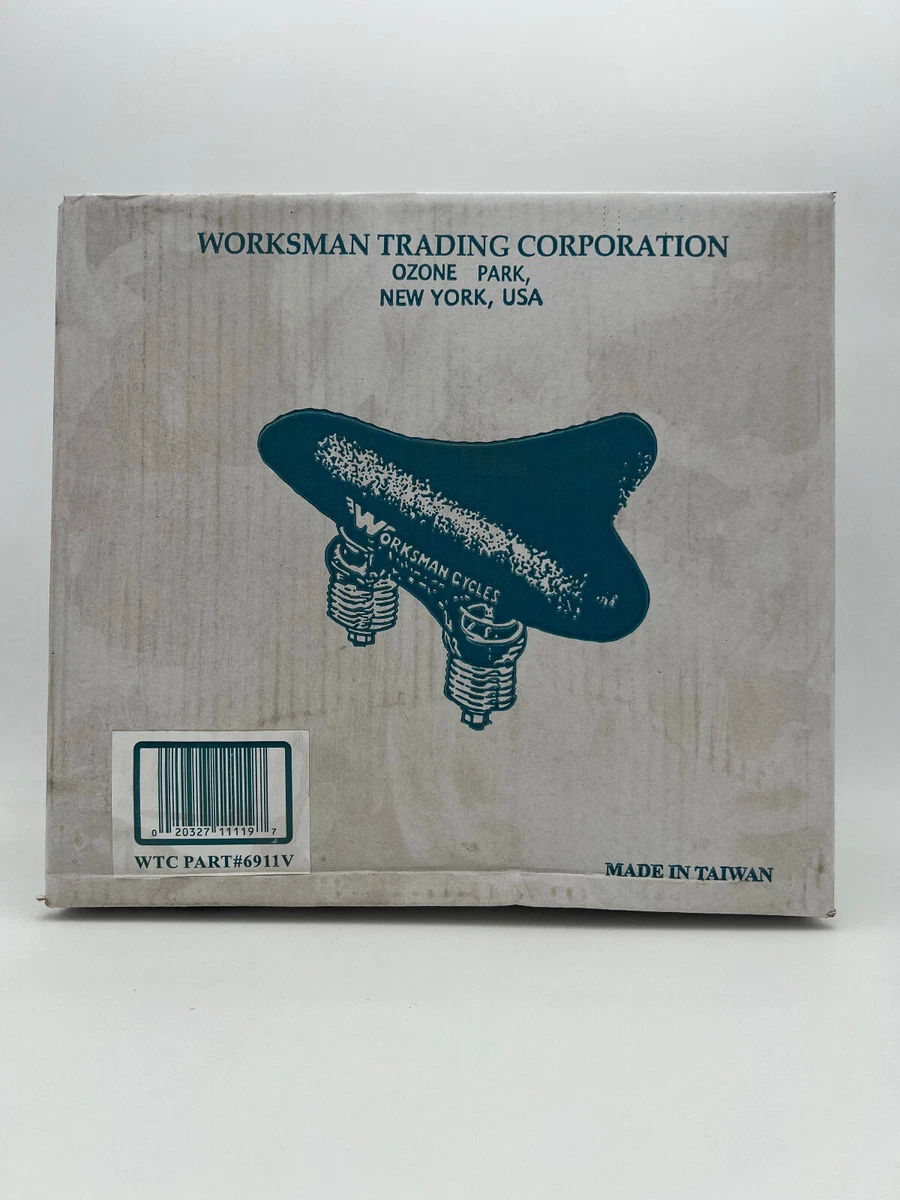 WORKSMAN TRADING CORPORATION
OZONE PARK,
NEW YORK, USA
WORKSMAN CYCLES
0 20327 11119 7
WTC PART#6911V
MADE IN TAIWAN